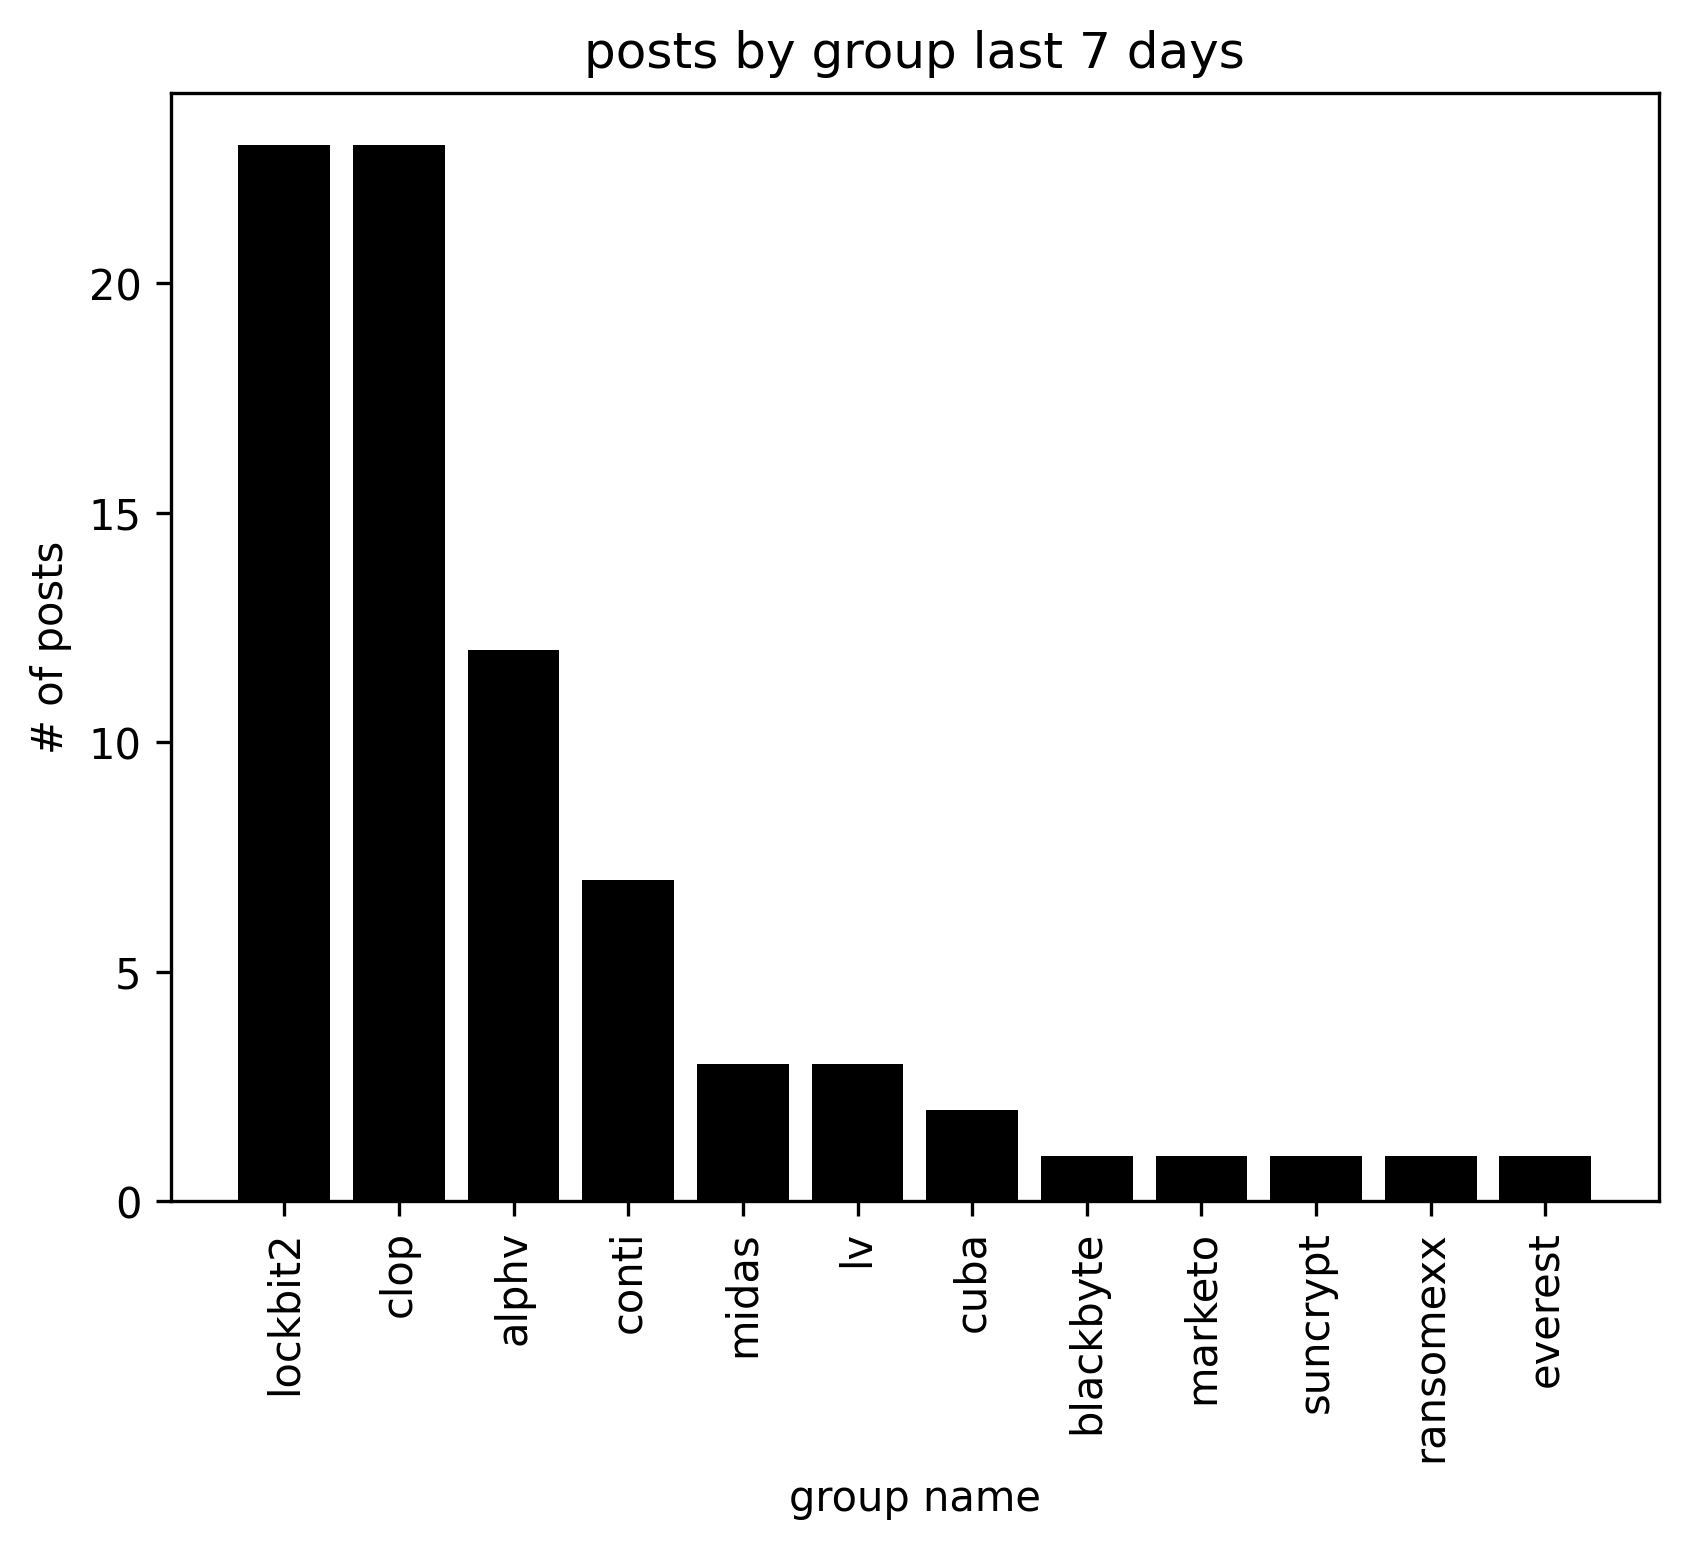 posts by group last 7 days
# of posts
20
15
10
5
0
lockbit2
clop
alphv
conti
midas
lv
cuba
blackbyte
marketo
suncrypt
ransomexx
everest
group name